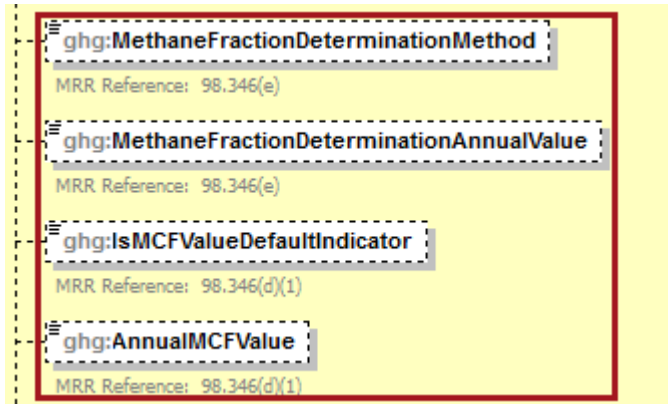 ghg:MethaneFractionDeterminationMethod
MRR Reference: 98.346(e)
ghg:MethaneFractionDeterminationAnnualValue
MRR Reference: 98.346(e)
ghg:IsMCFValueDefaultIndicator
MRR Reference: 98.346(d)(1)
ghg:AnnualMCFValue
MRR Reference: 98.346(d)(1)